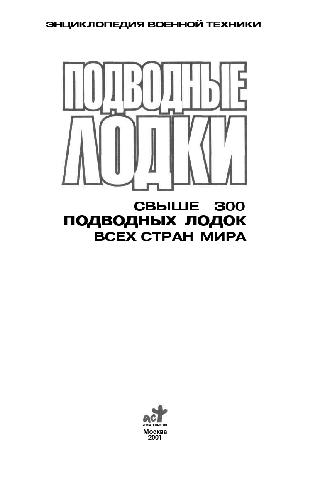 ЭНЦИКЛОПЕДИЯ ВОЕННОЙ ТЕХНИКИ
ПОДВОДНЫЕ
ЛОДКИ
СВЫШЕ 300
ПОДВОДНЫХ ЛОДОК
ВСЕХ СТРАН МИРА
АСТ
Москва
2001